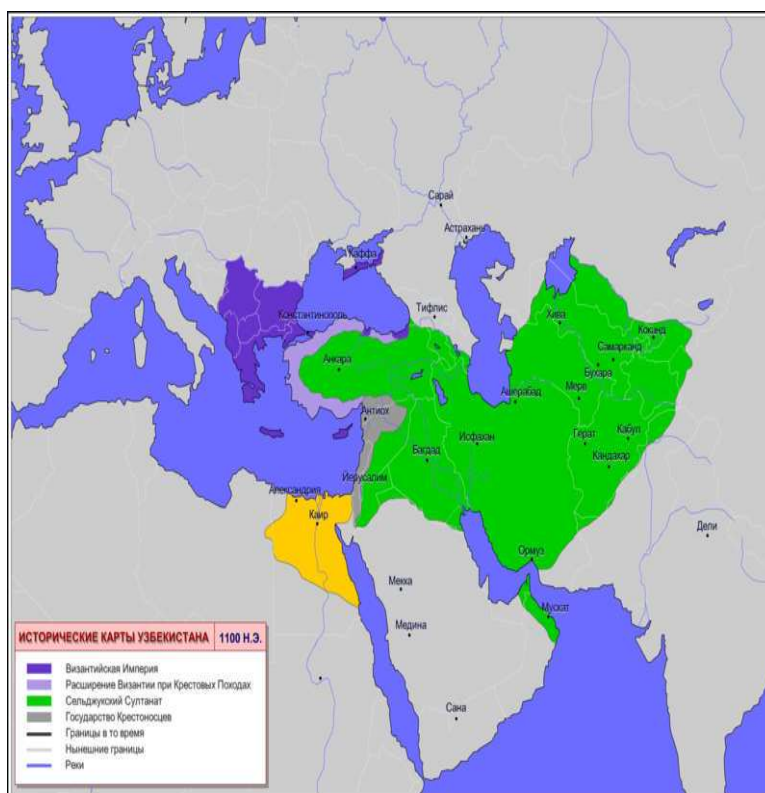 Сарай
Астрахань
Каффа
Константинополь
Тифлис
Хива
Коканд
Самарканд
Бухара
Анкара
Ашерабад
Мерв
Антиох
Багдад
Исфахан
Герат
Кабул
Кандахар
Иерусалим
Александрия
Каир
Дели
Ормуз
Мекка
Мускат
Медина
Сана
ИСТОРИЧЕСКИЕ КАРТЫ УЗБЕКИСТАНА 1100 Н.Э.
Византийская Империя
Расширение Византии при Крестовых Походах
Сельджукский Султанат
Государство Крестоносцев
Границы в то время
Нынешние границы
Реки